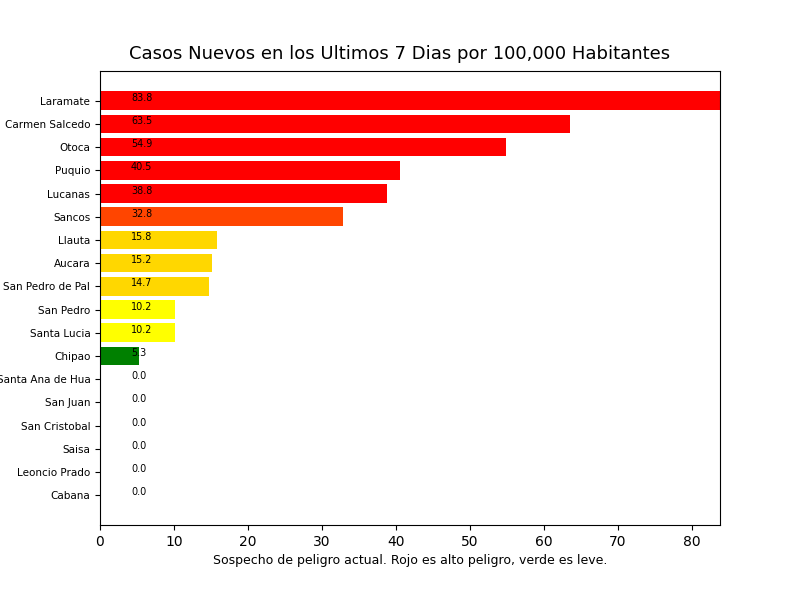 Casos Nuevos en los Ultimos 7 Dias por 100,000 Habitantes
Laramate 83.8
Carmen Salcedo 63.5
Otoca 54.9
Puquio 40.5
Lucanas 38.8
Sancos 32.8
Llauta 15.8
Aucara 15.2
San Pedro de Pal 14.7
San Pedro 10.2
Santa Lucia 10.2
Chipao 5.3
Santa Ana de Hua 0.0
San Juan 0.0
San Cristobal 0.0
Saisa 0.0
Leoncio Prado 0.0
Cabana 0.0
0 10 20 30 40 50 60 70 80
Sospecho de peligro actual. Rojo es alto peligro, verde es leve.